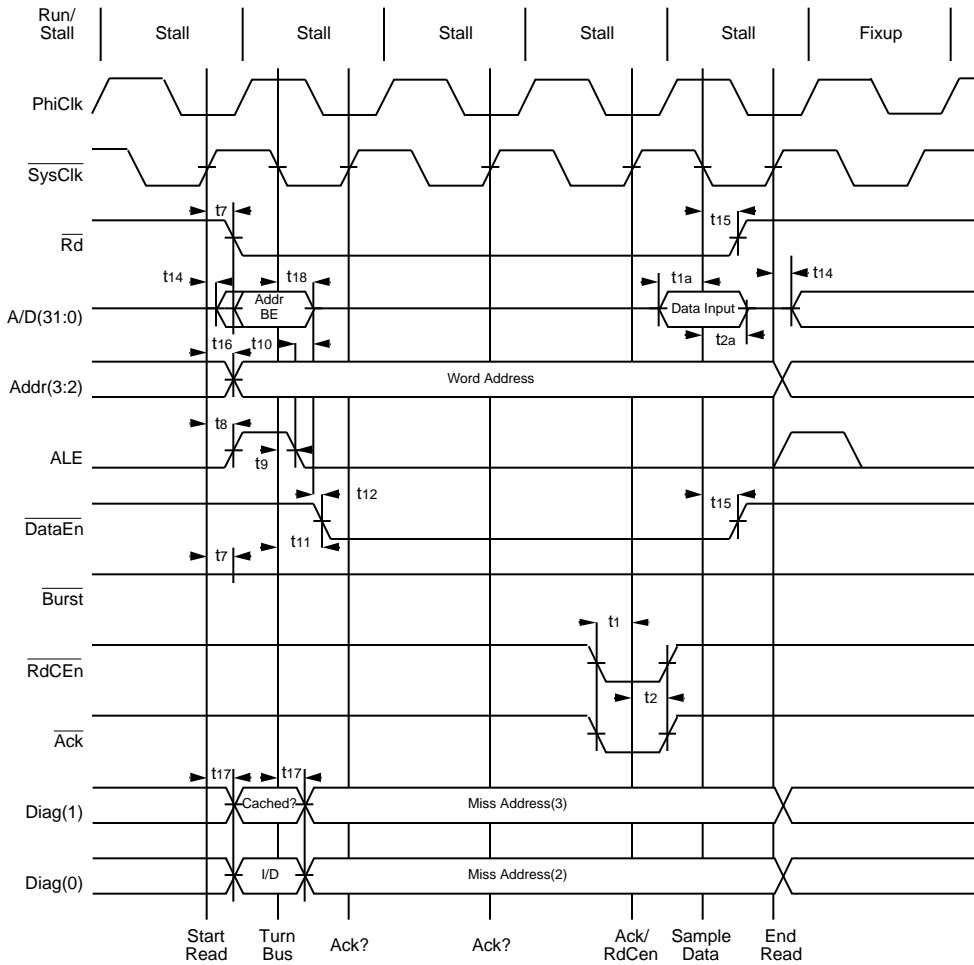 Run/
Stall
Stall
Stall
Stall
Stall
Stall
Fixup
PhiClk
SysClk
t7
t15
Rd
t14
t18
t1a
t14
Addr
BE
Data Input
A/D(31:0)
t16
t10
t2a
Word Address
Addr(3:2)
t8
ALE
t9
t12
t15
DataEn
t11
t7
Burst
t1
RdCEn
t2
Ack
t17
t17
Cached?
Miss Address(3)
Diag(1)
I/D
Miss Address(2)
Diag(0)
Start
Read
Turn
Bus
Ack?
Ack?
Ack/
RdCen
Sample
Data
End
Read